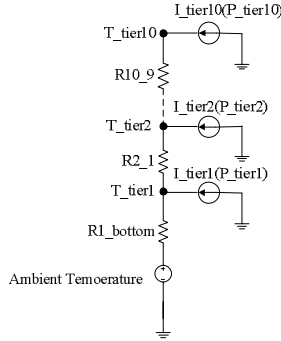 I_tier10(P_tier10)
T_tier10
R10_9
I_tier2(P_tier2)
T_tier2
R2_1
I_tier1(P_tier1)
T_tier1
R1_bottom
Ambient Temoerature